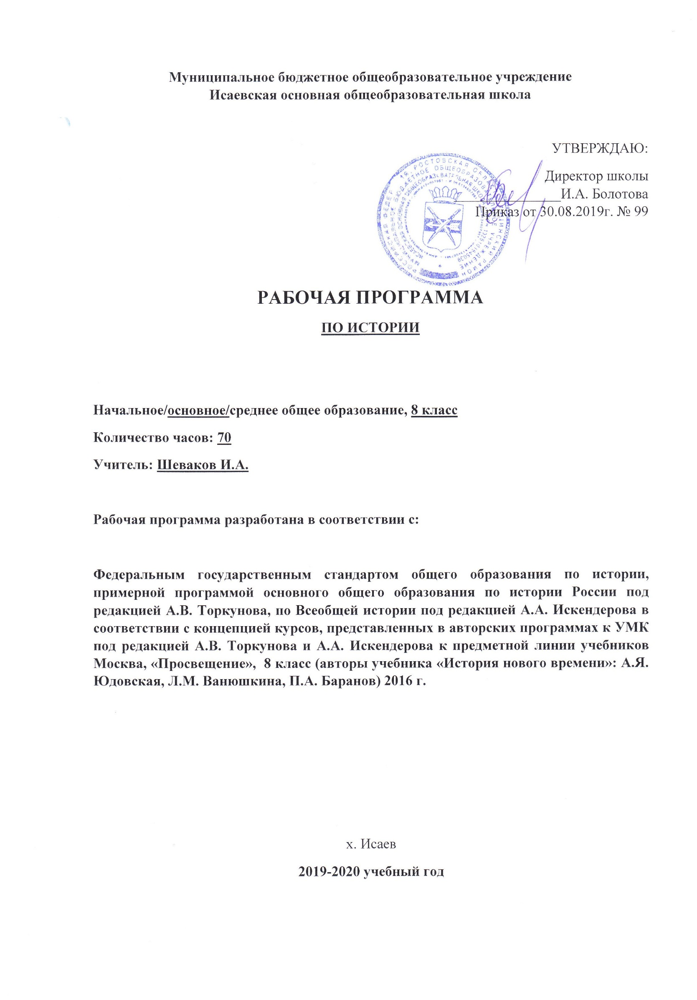 Муниципальное бюджетное общеобразовательное учреждение
Исаевская основная общеобразовательная школа
УТВЕРЖДАЮ:
Директор школы
И.А. Болотова
Приказ от 30.08.2019г. № 99
РОСТОВСКАЯ
БЮДЖЕТНОЕ ОБЩЕОБРАЗОВАТЕЛЬНОЕ УЧРЕЖДЕНИЕ
РАЙОН
РАБОЧАЯ ПРОГРАММА
ПО ИСТОРИИ
Начальное/основное/среднее общее образование, 8 класс
Количество часов: 70
Учитель: Шеваков И.А.
Рабочая программа разработана в соответствии с:
Федеральным государственным стандартом общего образования по истории,
примерной программой основного общего образования по истории России под
редакцией А.В. Торкунова, по Всеобщей истории под редакцией А.А. Искендерова в
соответствии с концепцией курсов, представленных в авторских программах к УМК
под редакцией А.В. Торкунова и А.А. Искендерова к предметной линии учебников
Москва, «Просвещение», 8 класс (авторы учебника «История нового времени»: А.Я.
Юдовская, Л.М. Ванюшкина, П.А. Баранов) 2016 г.
х. Исаев
2019-2020 учебный год